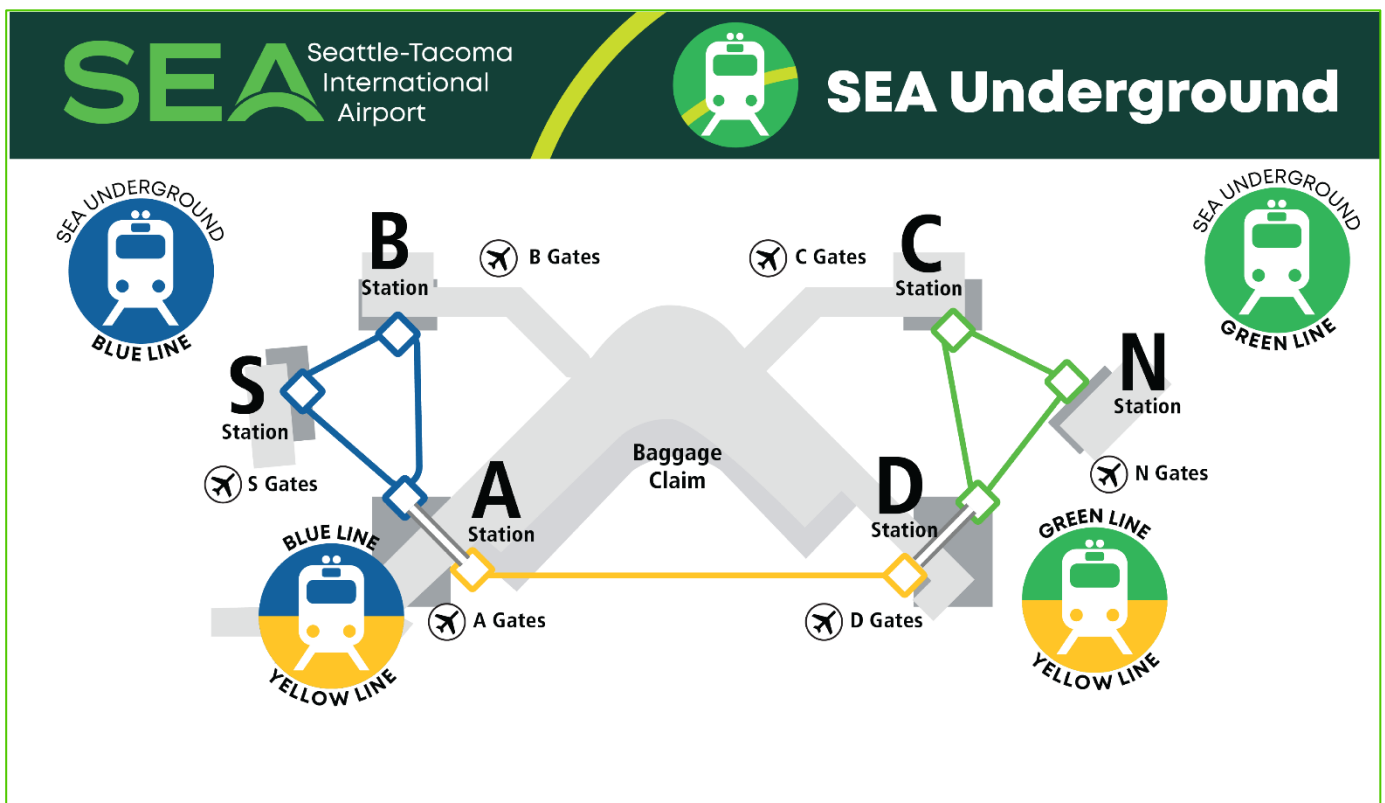 SEA
Seattle-Tacoma
International
Airport
SEA Underground
SEA UNDERGROUND
BLUE LINE
B
Station
B Gates
C Gates
C
Station
SEA UNDERGROUND
GREEN LINE
S
Station
S Gates
N
Station
N Gates
Baggage
Claim
A
Station
D
Station
BLUE LINE
YELLOW LINE
A Gates
D Gates
GREEN LINE
YELLOW LINE